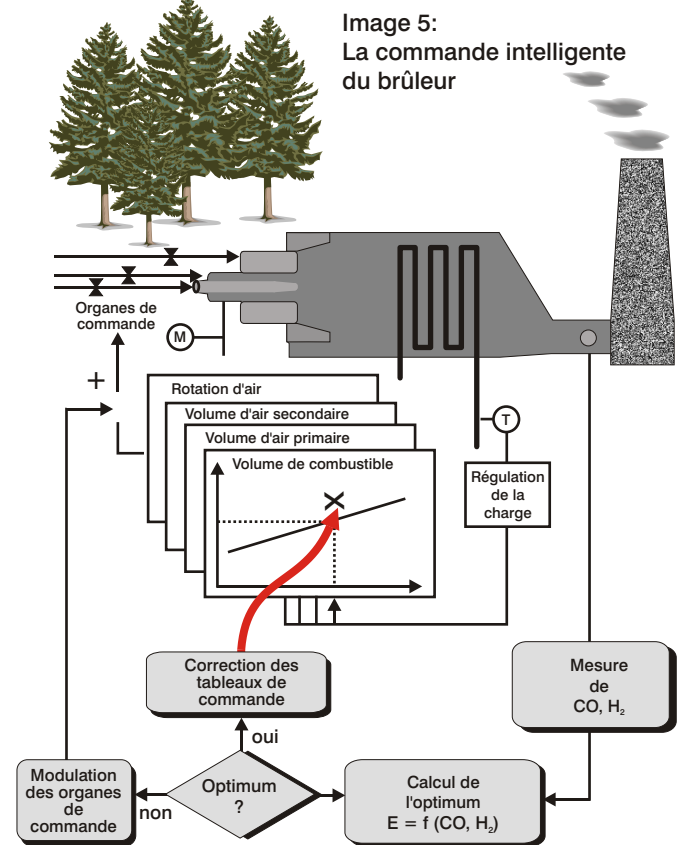 Image 5:
La commande intelligente
du brûleur
Organes de
commande
M
+
Rotation d'air
Volume d'air secondaire
Volume d'air primaire
Volume de combustible
X
T
Régulation
de la
charge
Correction des
tableaux de
commande
Mesure
de
CO, H₂
oui
Modulation
des organes
de
commande
non
Optimum
?
Calcul de
l'optimum
E = f (CO, H₂)